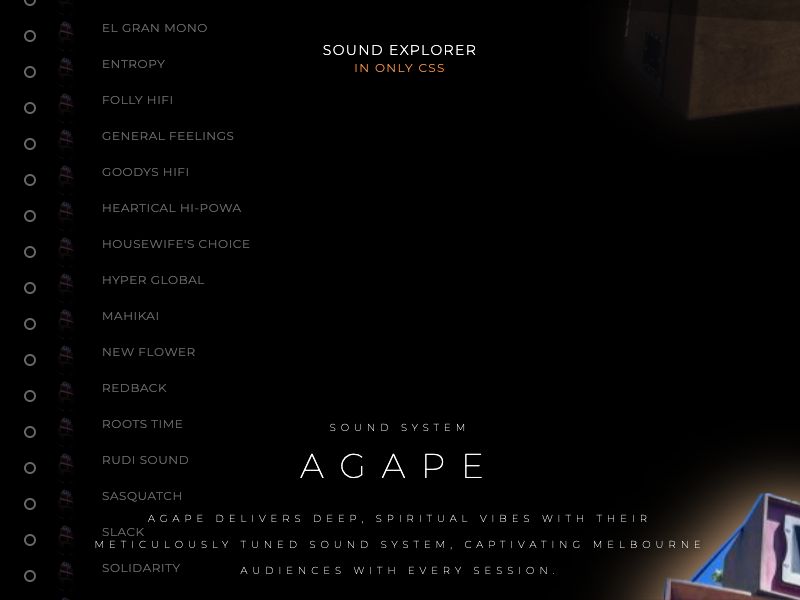 EL GRAN MONO
ENTROPY
FOLLY HIFI
GENERAL FEELINGS
GOODYS HIFI
HEARTICAL HI-POWA
HOUSEWIFE'S CHOICE
HYPER GLOBAL
MAHIKAI
NEW FLOWER
REDBACK
ROOTS TIME
RUDI SOUND
SASQUATCH
SLACK
SOLIDARITY
SOUND EXPLORER
IN ONLY CSS
SOUND SYSTEM
AGAPE
AGAPE DELIVERS DEEP, SPIRITUAL VIBES WITH THEIR
METICULOUSLY TUNED SOUND SYSTEM, CAPTIVATING MELBOURNE
AUDIENCES WITH EVERY SESSION.